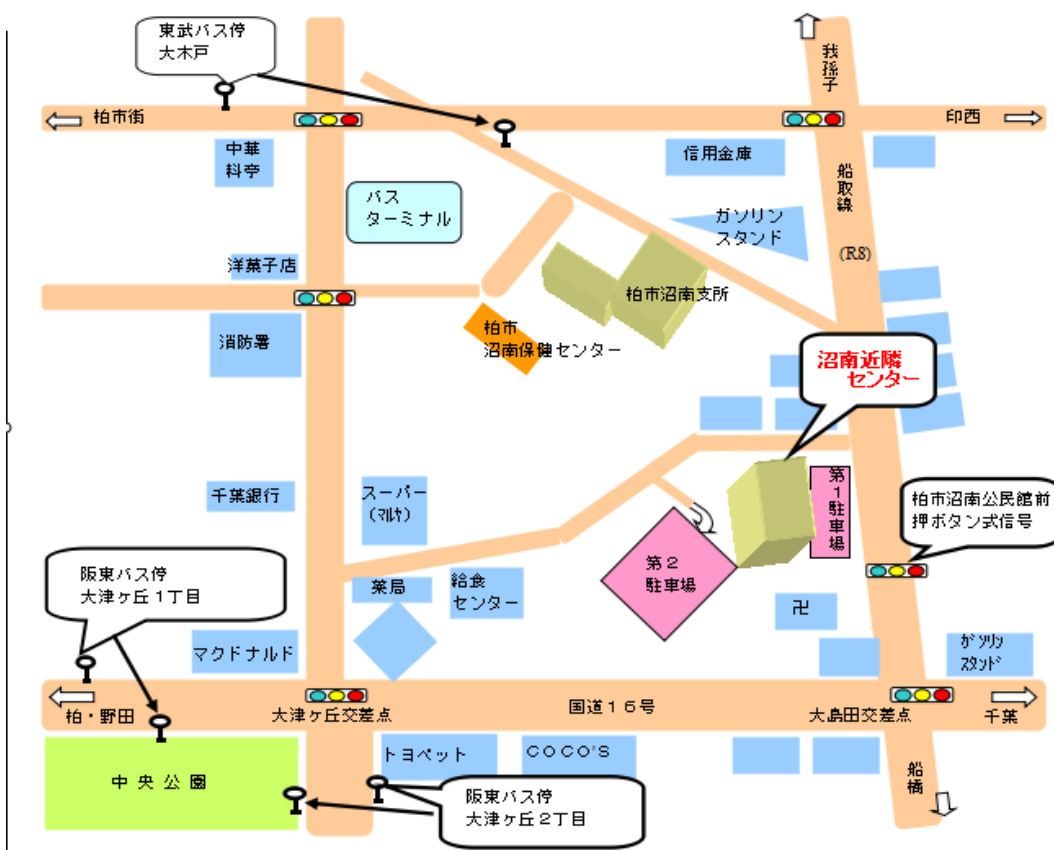 東武バス停
大木戸
我孫子
柏市街
印西
中華
料亭
信用金庫
船取線
(R8)
バス
ターミナル
ガソリン
スタンド
洋菓子店
柏市沼南支所
消防署
柏市
沼南保健センター
沼南近隣
センター
千葉銀行
スーパー
(マルヤ)
第1駐車場
柏市沼南公民館前
押ボタン式信号
阪東バス停
大津ヶ丘1丁目
第2
駐車場
薬局
給食
センター
卍
マクドナルド
ガソリン
スタンド
柏・野田
大津ヶ丘交差点
国道16号
大島田交差点
千葉
中央公園
トヨペット
COCO'S
船橋
阪東バス停
大津ヶ丘2丁目